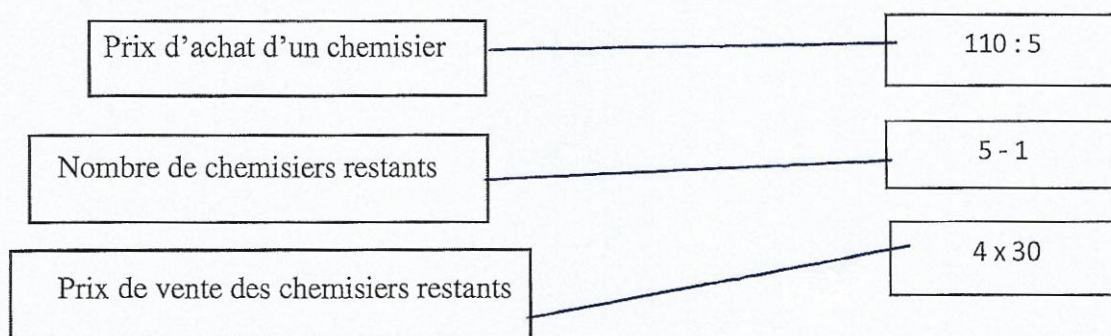 Prix d'achat d'un chemisier
110 : 5
Nombre de chemisiers restants
5 - 1
Prix de vente des chemisiers restants
4 x 30